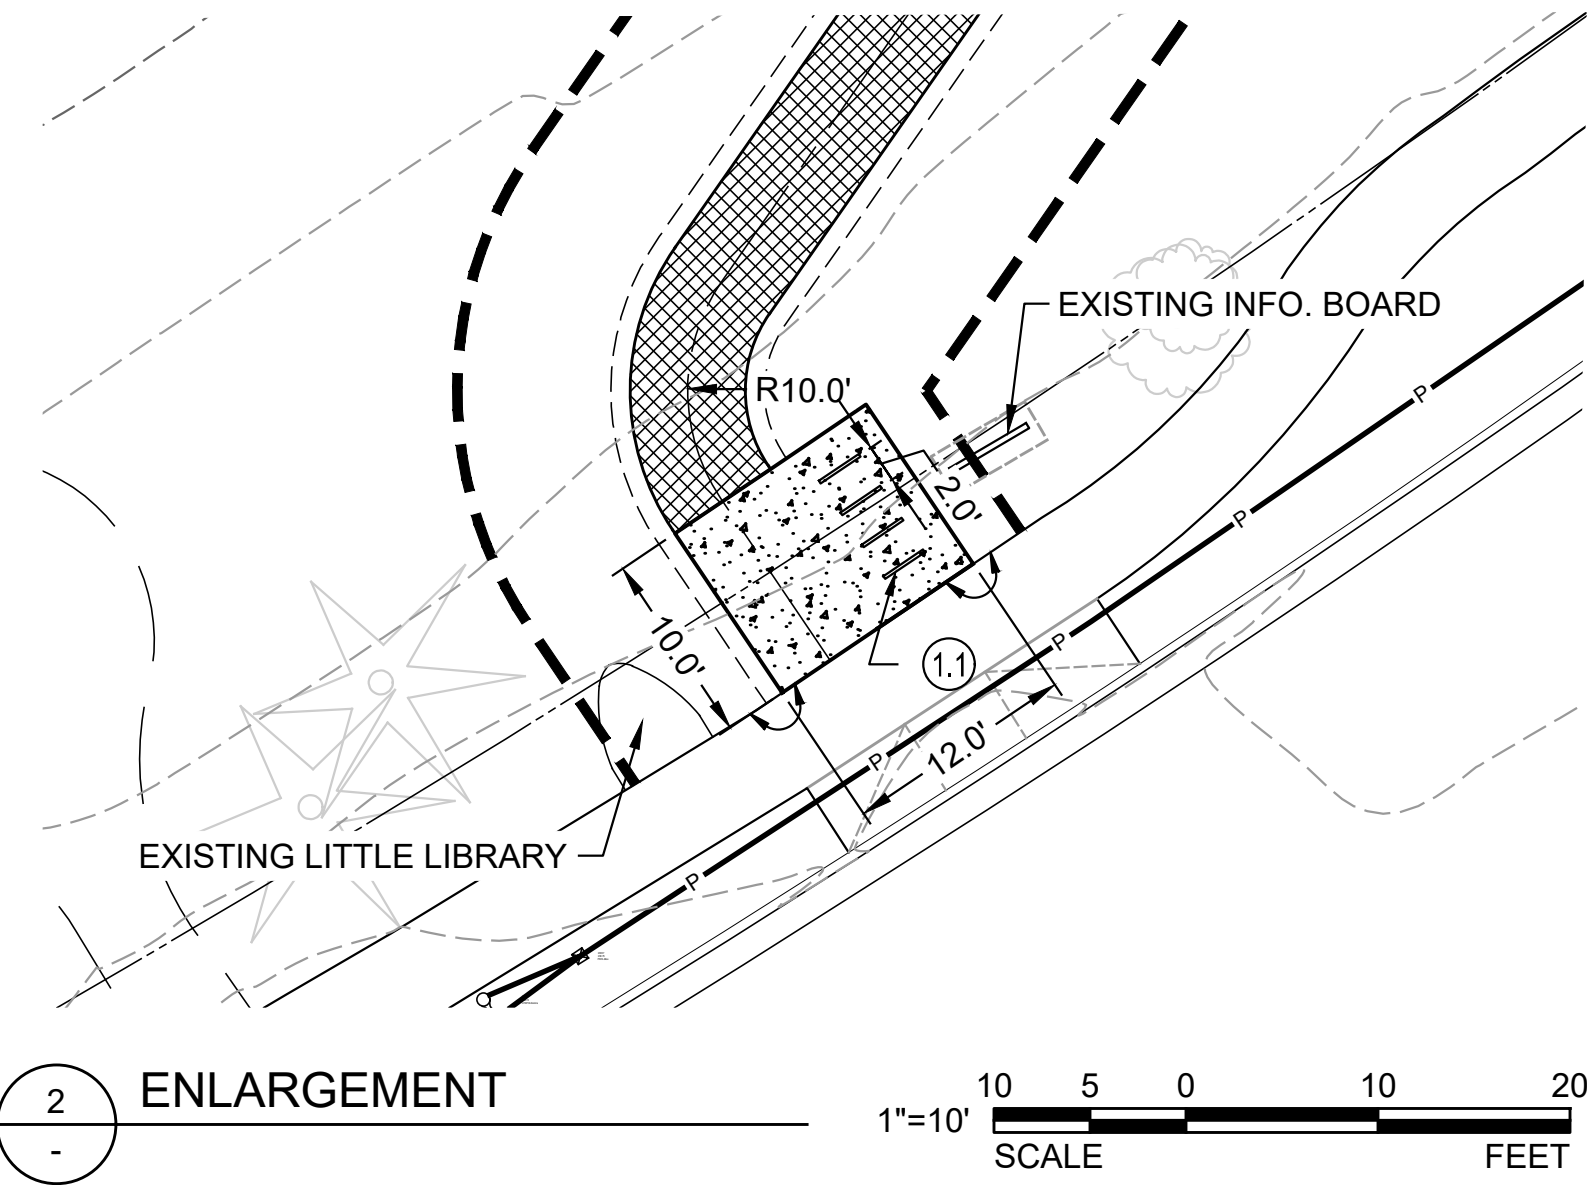 EXISTING INFO. BOARD
P
R10.0'
2.0'
P
10.0'
P
1.1
12.0'
P
EXISTING LITTLE LIBRARY
P
2
-
ENLARGEMENT
10 5 0 10 20
1"=10'
SCALE FEET